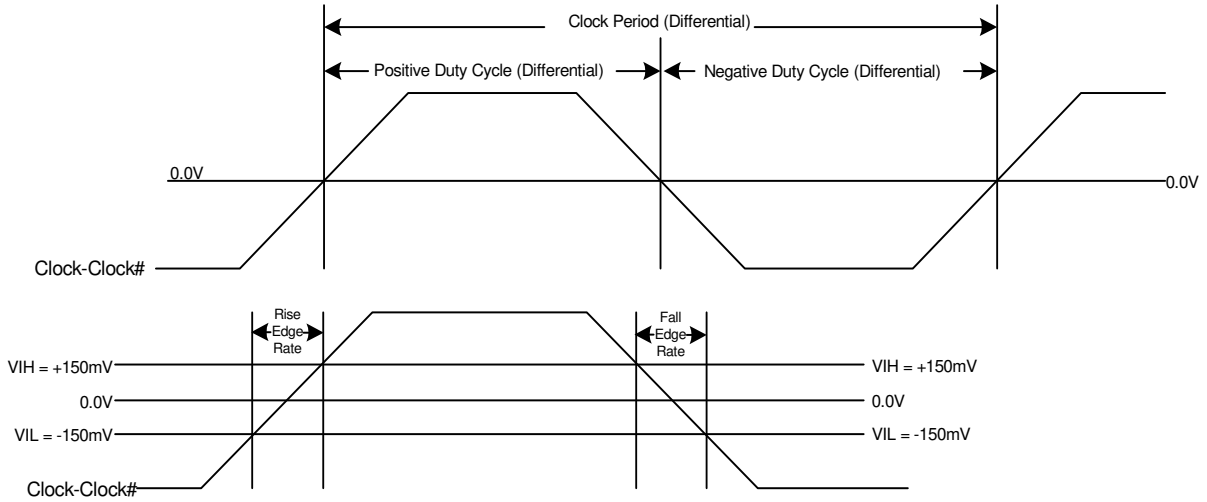 Clock Period (Differential)
Positive Duty Cycle (Differential)
Negative Duty Cycle (Differential)
0.0V
0.0V
Clock-Clock#
Rise
Edge
Rate
Fall
Edge
Rate
VIH = +150mV
VIH = +150mV
0.0V
0.0V
VIL = -150mV
VIL = -150mV
Clock-Clock#